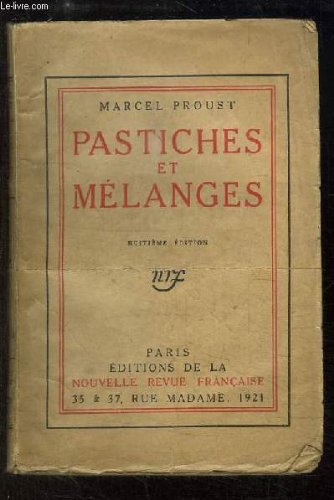 Le-livre.com
MARCEL PROUST
PASTICHES
ET
MÉLANGES
HUITIÈME ÉDITION
nrf
PARIS
ÉDITIONS DE LA
NOUVELLE REVUE FRANÇAISE
35 & 37, RUE MADAME. 1921